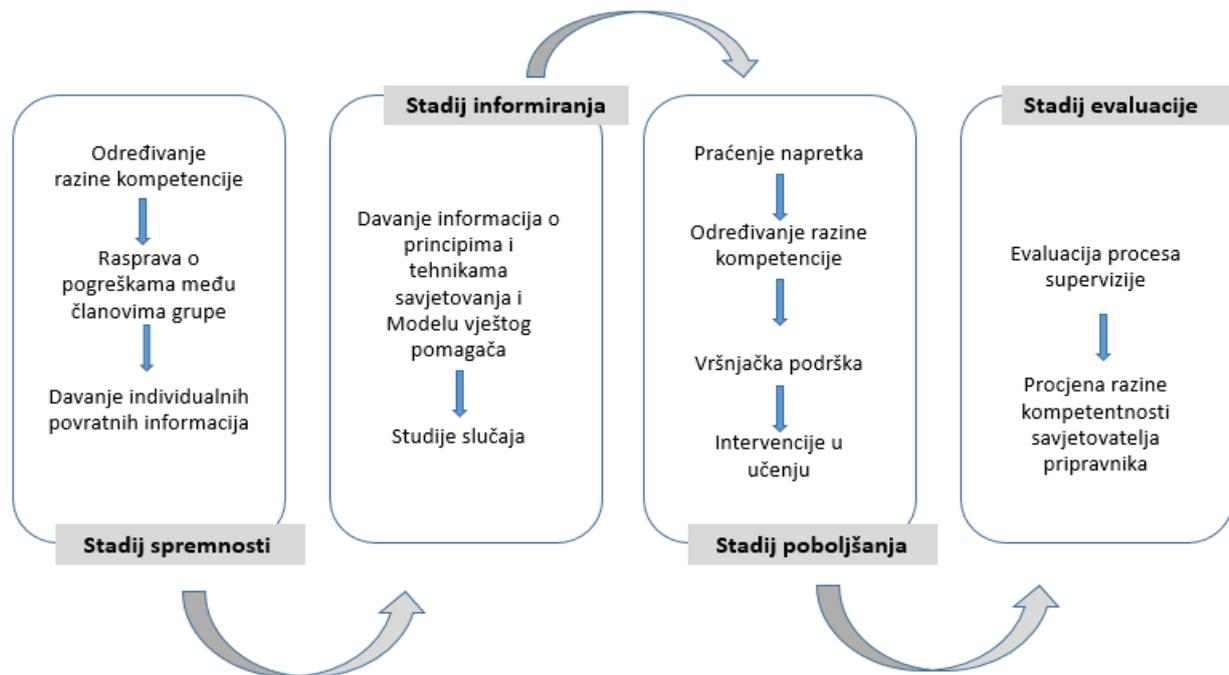 Određivanje
razine kompetencije
Rasprava o
pogreškama među
članovima grupe
Davanje individualnih
povratnih informacija
Stadij spremnosti
Stadij informiranja
Davanje informacija o
principima i
tehnikama
savjetovanja i
Modelu vještog
pomagača
Studije slučaja
Praćenje napretka
Određivanje razine
kompetencije
Vršnjačka podrška
Intervencije u
učenju
Stadij poboljšanja
Stadij evaluacije
Evaluacija procesa
supervizije
Procjena razine
kompetentnosti
savjetovatelja
pripravnika